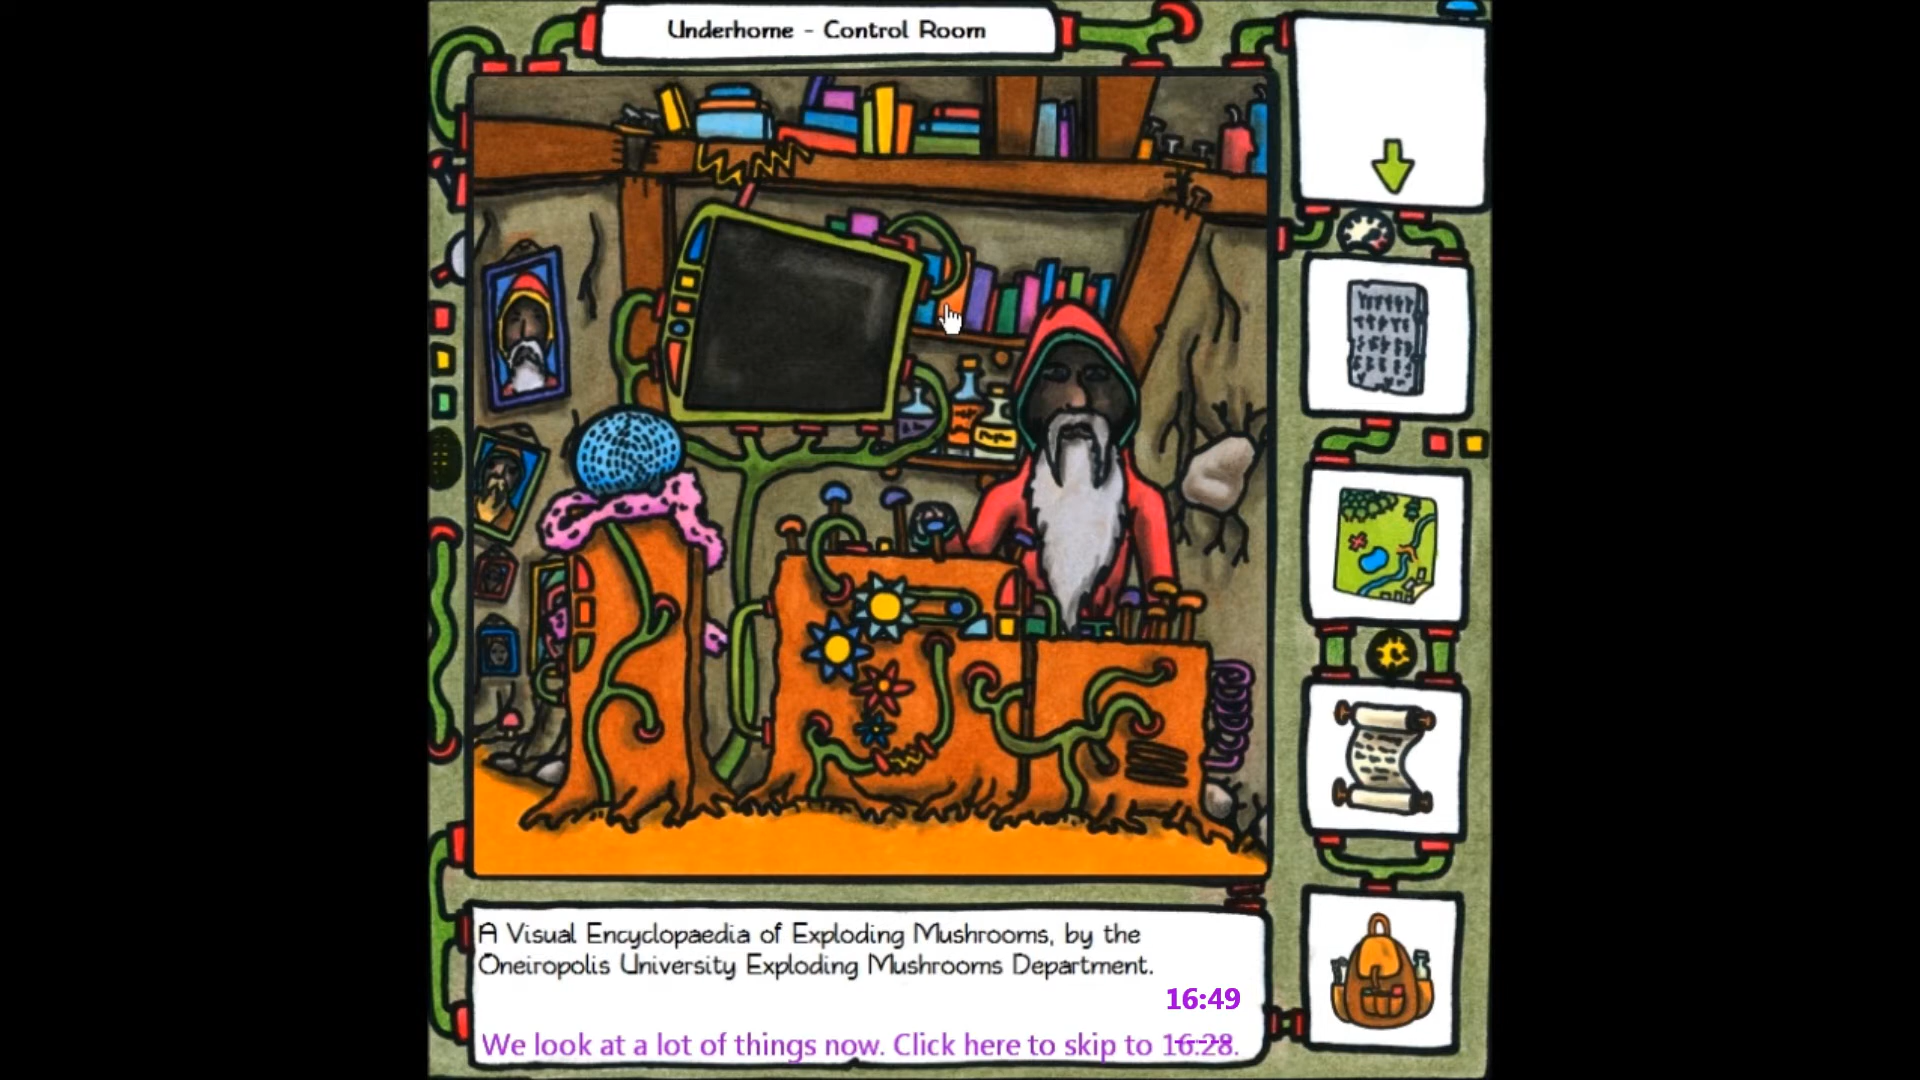 Underhome - Control Room
A Visual Encyclopaedia of Exploding Mushrooms, by the
Oneiropolis University Exploding Mushrooms Department.
16:49
We look at a lot of things now. Click here to skip to 16:28.